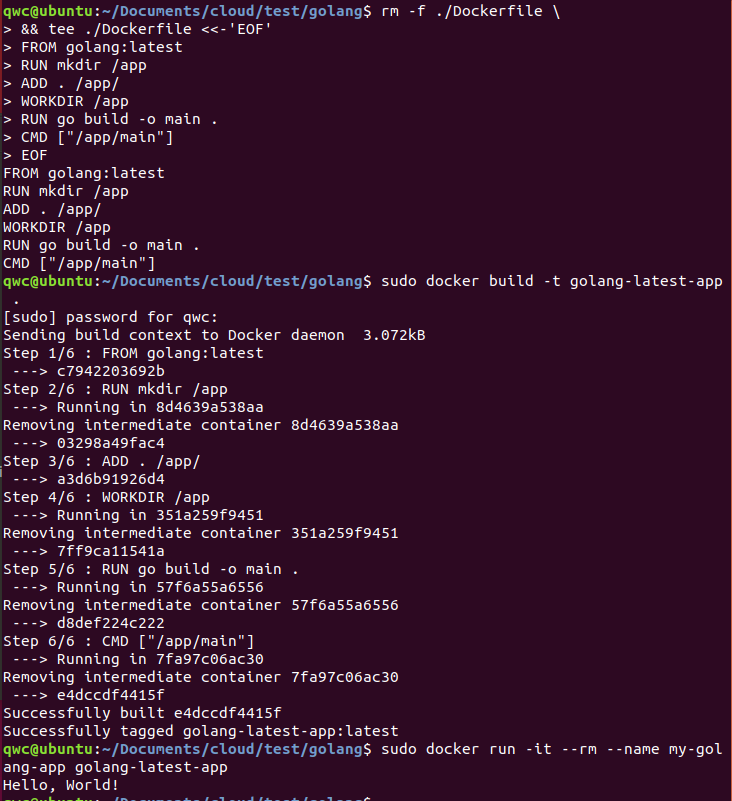 qwc@ubuntu:~/Documents/cloud/test/golang$ rm -f ./Dockerfile \
> && tee ./Dockerfile <<-'EOF'
> FROM golang:latest
> RUN mkdir /app
> ADD . /app/
> WORKDIR /app
> RUN go build -o main .
> CMD ["/app/main"]
> EOF
FROM golang:latest
RUN mkdir /app
ADD . /app/
WORKDIR /app
RUN go build -o main .
CMD ["/app/main"]
qwc@ubuntu:~/Documents/cloud/test/golang$ sudo docker build -t golang-latest-app
 .
[sudo] password for qwc:
Sending build context to Docker daemon  3.072kB
Step 1/6 : FROM golang:latest
 ---> c7942203692b
Step 2/6 : RUN mkdir /app
 ---> Running in 8d4639a538aa
Removing intermediate container 8d4639a538aa
 ---> 03298a49fac4
Step 3/6 : ADD . /app/
 ---> a3d6b91926d4
Step 4/6 : WORKDIR /app
 ---> Running in 351a259f9451
Removing intermediate container 351a259f9451
 ---> 7ff9ca11541a
Step 5/6 : RUN go build -o main .
 ---> Running in 57f6a55a6556
Removing intermediate container 57f6a55a6556
 ---> d8def224c222
Step 6/6 : CMD ["/app/main"]
 ---> Running in 7fa97c06ac30
Removing intermediate container 7fa97c06ac30
 ---> e4dccdf4415f
Successfully built e4dccdf4415f
Successfully tagged golang-latest-app:latest
qwc@ubuntu:~/Documents/cloud/test/golang$ sudo docker run -it --rm --name my-gol
ang-app golang-latest-app
Hello, World!